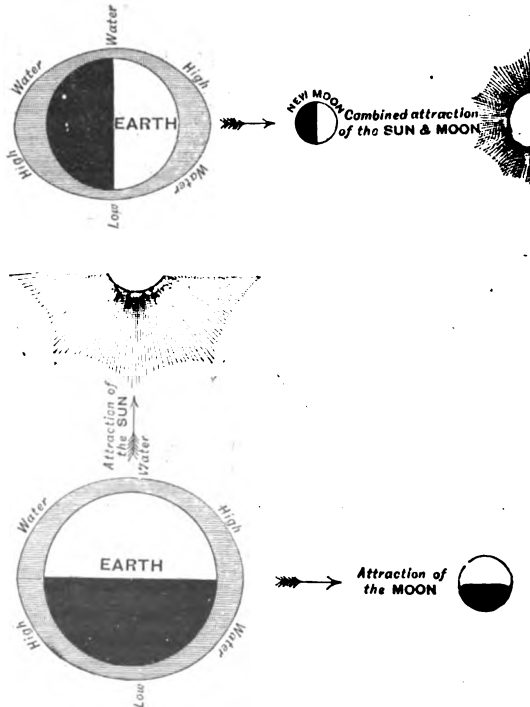 Water
Water
High
EARTH
High
Water
Low
NEW MOON
Combined attraction
of the SUN & MOON
Attraction of
the SUN
Water
Water
High
EARTH
High
Water
Low
Attraction of
the MOON